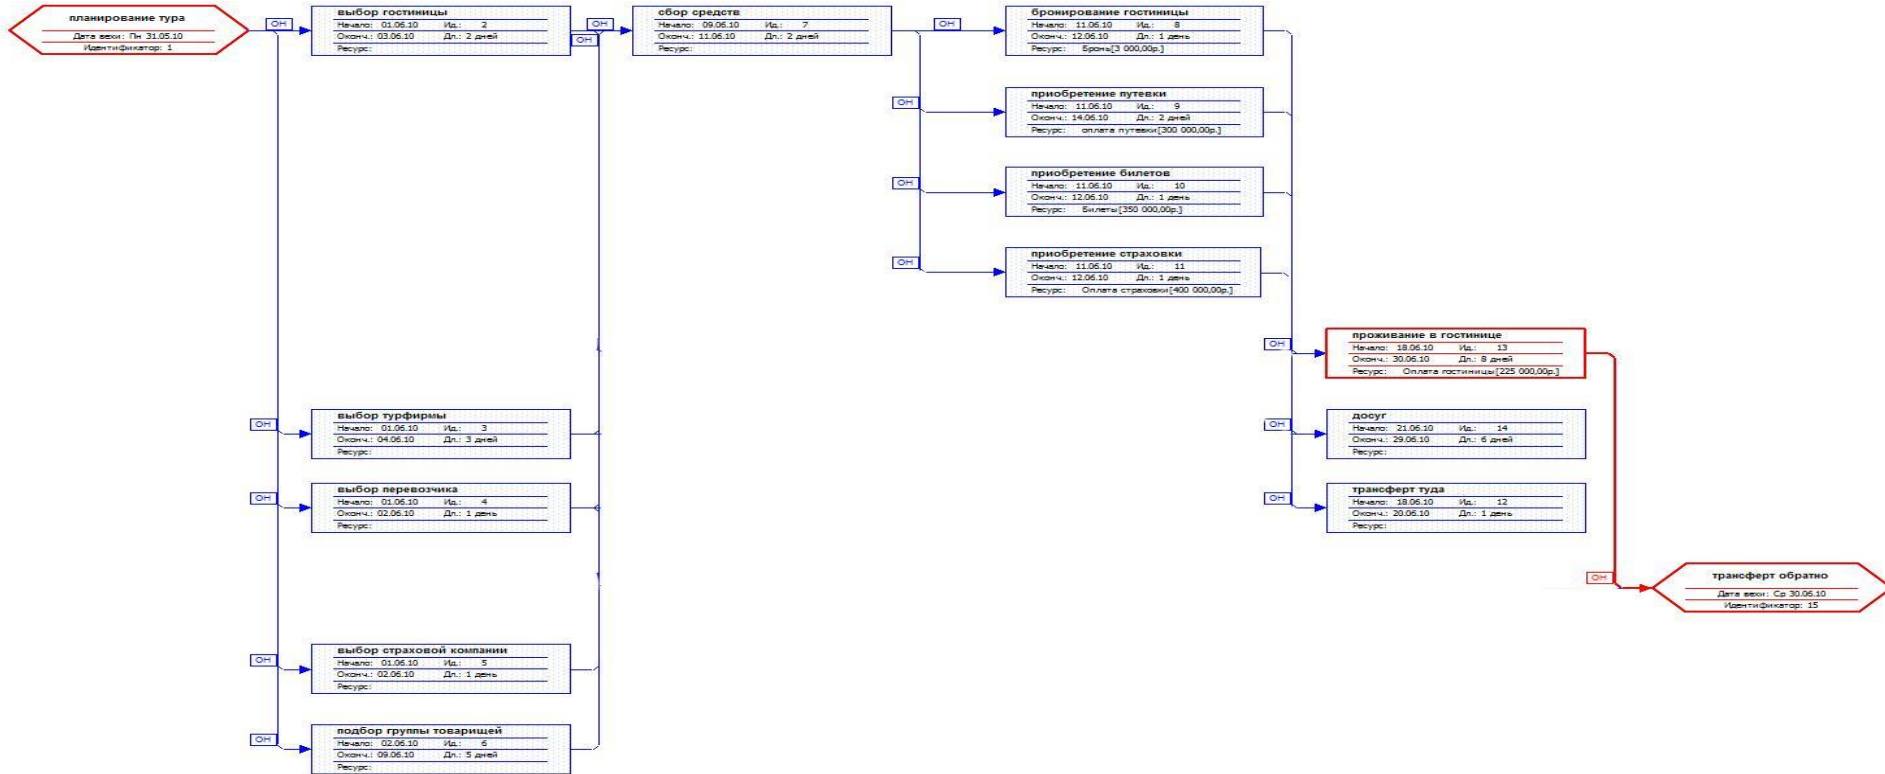 планирование тура
Дата вехи: Пн 31.05.10
Идентификатор: 1
ОН
выбор гостиницы
Начало: 01.06.10 Ид.: 2
Оконч.: 03.06.10 Дл.: 2 дней
Ресурс:
ОН
ОН
сбор средств
Начало: 09.06.10 Ид.: 7
Оконч.: 11.06.10 Дл.: 2 дней
Ресурс:
ОН
бронирование гостиницы
Начало: 11.06.10 Ид.: 8
Оконч.: 12.06.10 Дл.: 1 день
Ресурс: Бронь[3 000,00р.]
ОН
приобретение путевки
Начало: 11.06.10 Ид.: 9
Оконч.: 14.06.10 Дл.: 2 дней
Ресурс: оплата путевки[300 000,00р.]
ОН
приобретение билетов
Начало: 11.06.10 Ид.: 10
Оконч.: 12.06.10 Дл.: 1 день
Ресурс: Билеты[350 000,00р.]
ОН
приобретение страховки
Начало: 11.06.10 Ид.: 11
Оконч.: 12.06.10 Дл.: 1 день
Ресурс: Оплата страховки[400 000,00р.]
ОН
проживание в гостинице
Начало: 18.06.10 Ид.: 13
Оконч.: 30.06.10 Дл.: 8 дней
Ресурс: Оплата гостиницы[225 000,00р.]
ОН
выбор турфирмы
Начало: 01.06.10 Ид.: 3
Оконч.: 04.06.10 Дл.: 3 дней
Ресурс:
ОН
досуг
Начало: 21.06.10 Ид.: 14
Оконч.: 29.06.10 Дл.: 6 дней
Ресурс:
ОН
выбор перевозчика
Начало: 01.06.10 Ид.: 4
Оконч.: 02.06.10 Дл.: 1 день
Ресурс:
ОН
трансферт туда
Начало: 18.06.10 Ид.: 12
Оконч.: 20.06.10 Дл.: 1 день
Ресурс:
ОН
трансферт обратно
Дата вехи: Ср 30.06.10
Идентификатор: 15
ОН
выбор страховой компании
Начало: 01.06.10 Ид.: 5
Оконч.: 02.06.10 Дл.: 1 день
Ресурс:
ОН
подбор группы товарищей
Начало: 02.06.10 Ид.: 6
Оконч.: 09.06.10 Дл.: 5 дней
Ресурс: